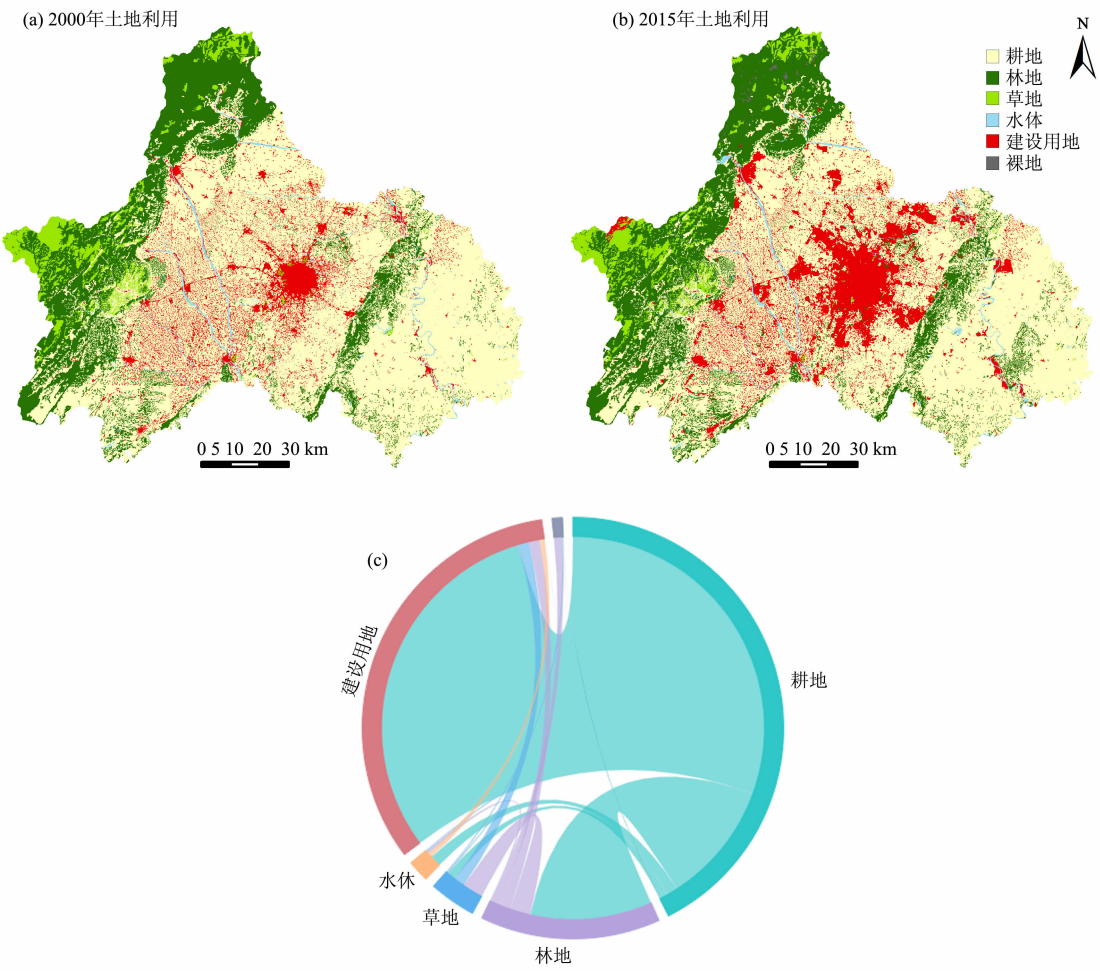 (a) 2000年土地利用
(b) 2015年土地利用
N
耕地
林地
草地
水体
建设用地
裸地
0 5 10 20 30 km
0 5 10 20 30 km
(c)
建设用地
耕地
水休
草地
林地